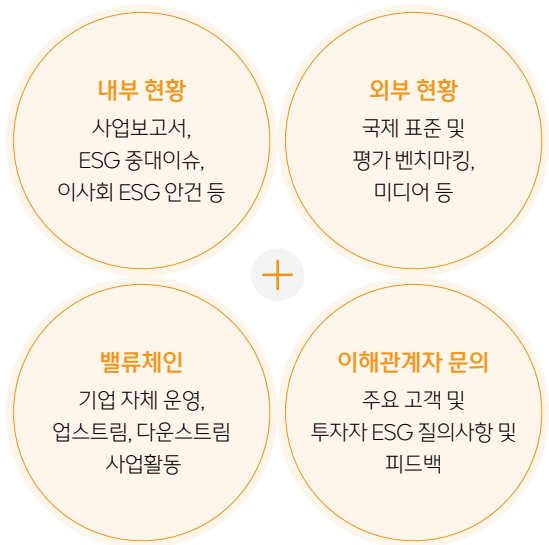 내부 현황
사업보고서,
ESG 중대이슈,
이사회 ESG 안건 등
외부 현황
국제 표준 및
평가 벤치마킹,
미디어 등
밸류체인
기업 자체 운영,
업스트림, 다운스트림
사업활동
이해관계자 문의
주요 고객 및
투자자 ESG 질의사항 및
피드백